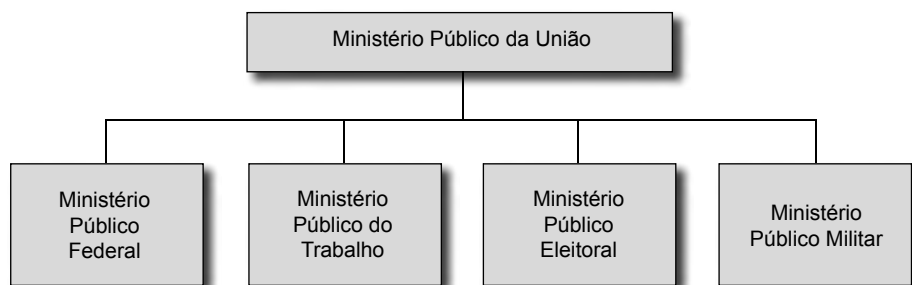 Ministério Público da União
Ministério
Público
Federal
Ministério
Público do
Trabalho
Ministério
Público
Eleitoral
Ministério
Público Militar